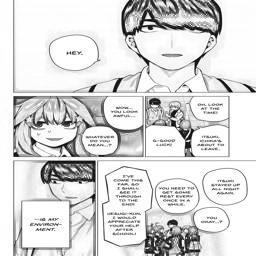 HEY.
OH, LOOK
AT THE
TIME!
ITSUKI,
ICHIKA'S
ABOUT TO
LEAVE.
G-GOOD
LUCK!
WOW...
YOU LOOK
AWFUL.
WHATEVER
DO YOU
MEAN...?
ITSUKI
STAYED UP
ALL NIGHT
AGAIN.
YOU
OKAY...?
YOU NEED TO
GET SOME
REST EVERY
ONCE IN A
WHILE.
I'VE
COME THIS
FAR, SO I
SHALL
SEE IT
THROUGH TO
THE END!
UESUGI-KUN,
I WOULD
APPRECIATE
YOUR HELP
AFTER
SCHOOL!
—IS MY
ENVIRON-
MENT.